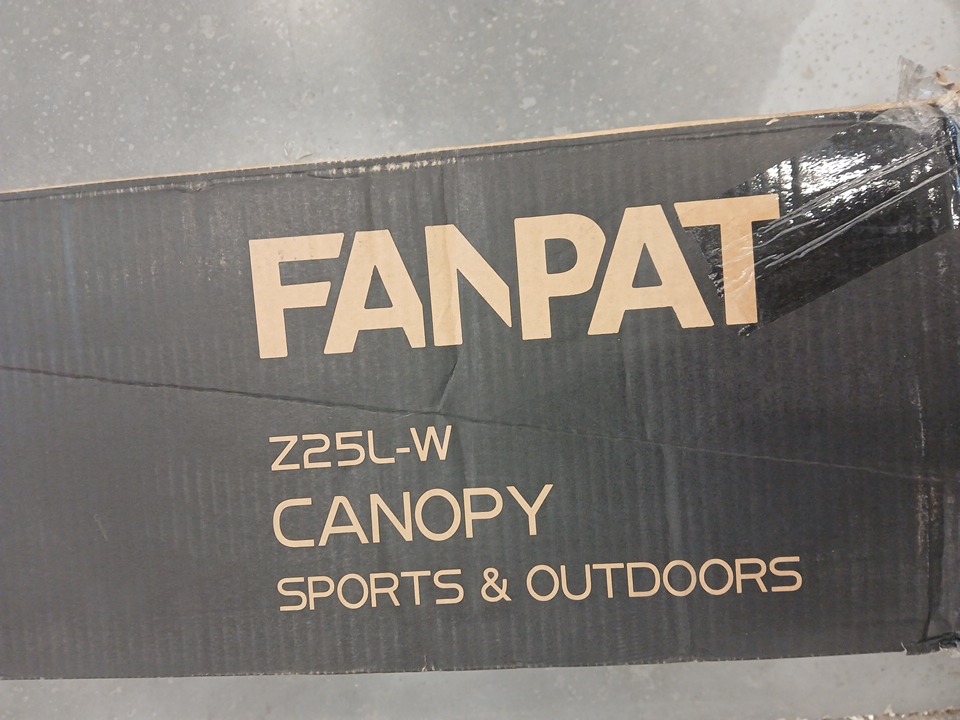 FANPAT
Z25L-W
CANOPY
SPORTS & OUTDOORS